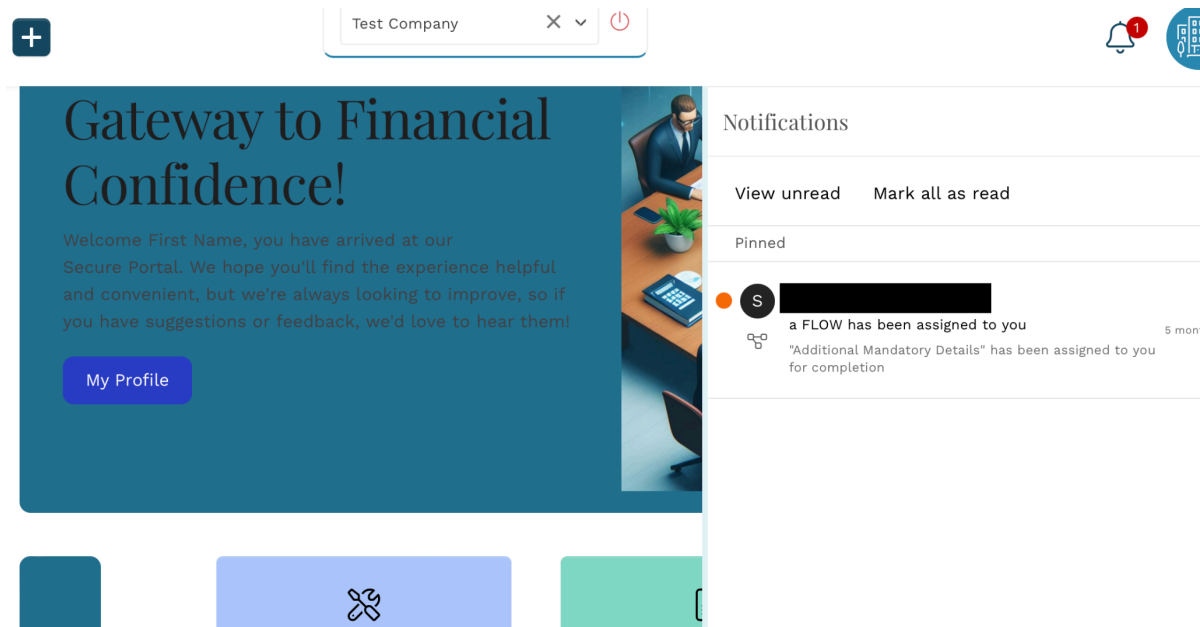 Test Company
1
Gateway to Financial
Confidence!
Welcome First Name, you have arrived at our
Secure Portal. We hope you'll find the experience helpful
and convenient, but we're always looking to improve, so if
you have suggestions or feedback, we'd love to hear them!
My Profile
Notifications
View unread Mark all as read
Pinned
S
a FLOW has been assigned to you
5 mon
"Additional Mandatory Details" has been assigned to you
for completion